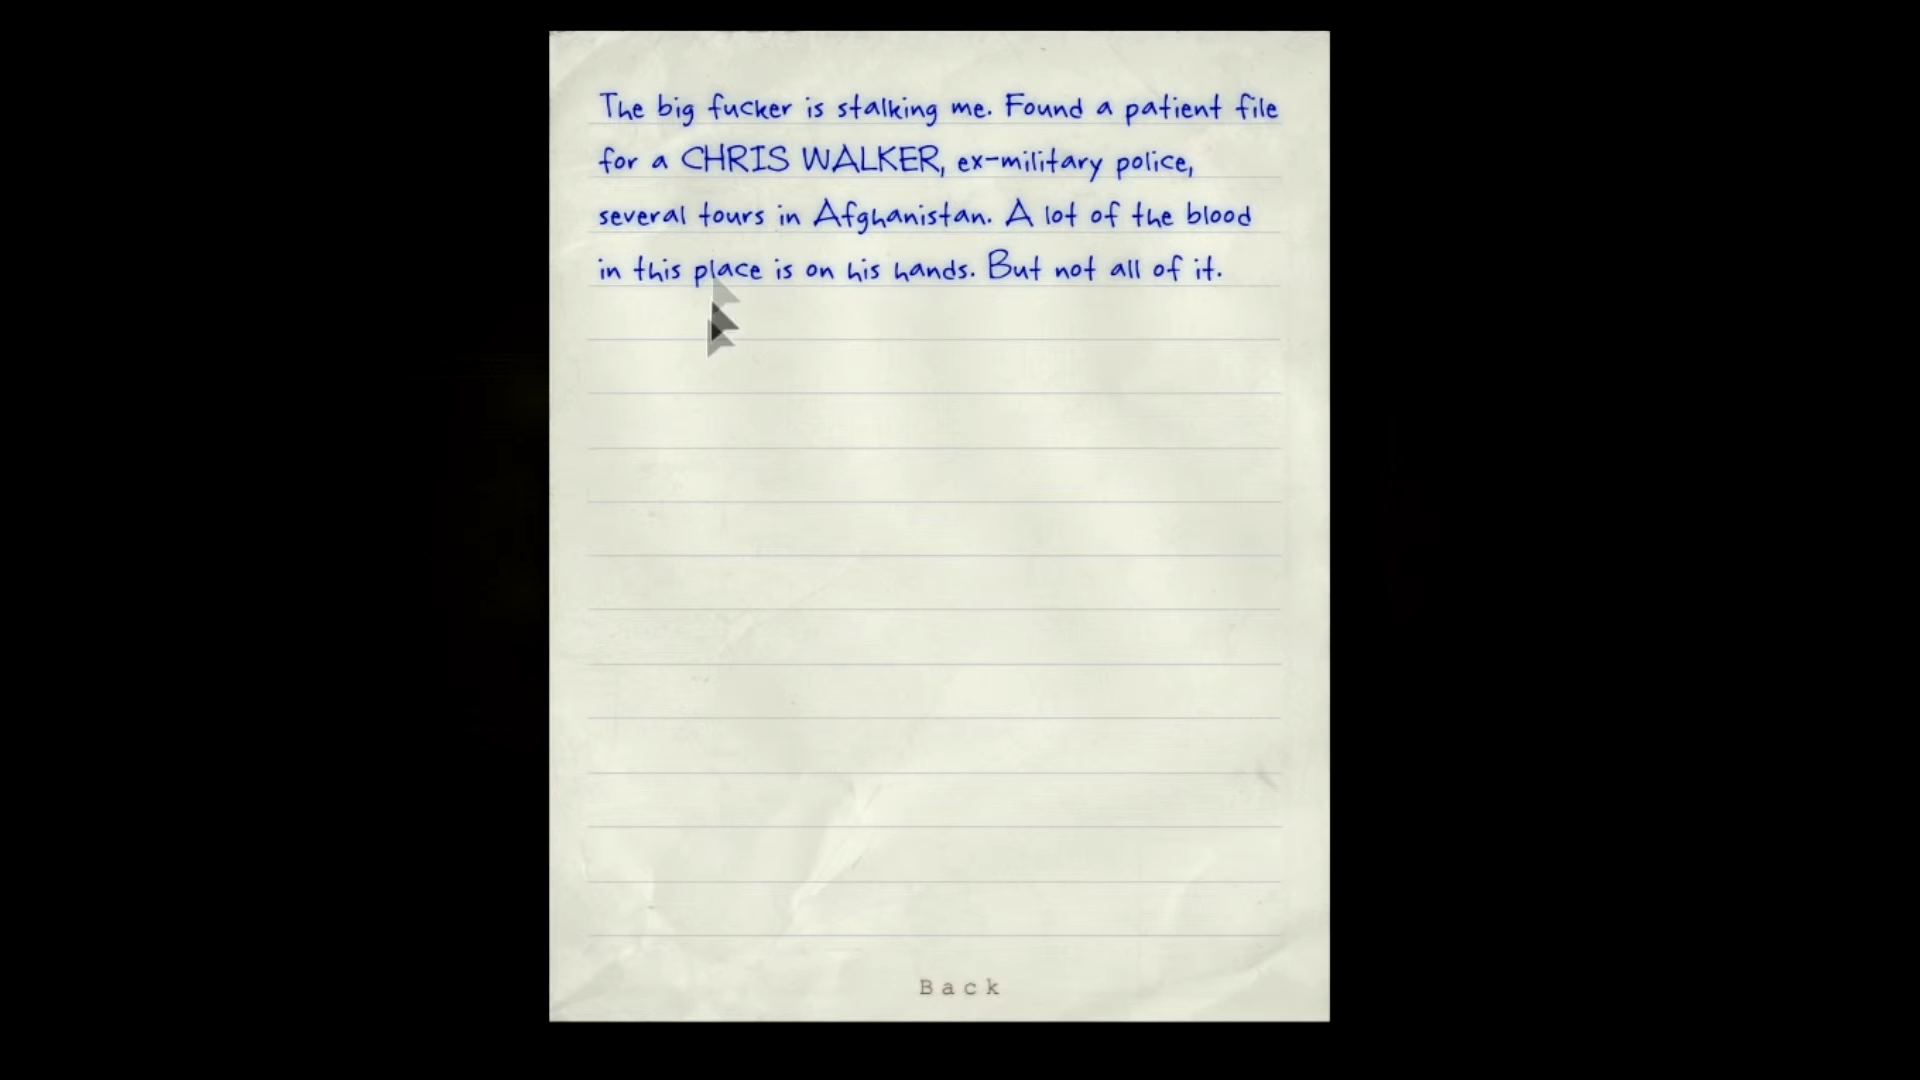 The big fucker is stalking me. Found a patient file
for a CHRIS WALKER, ex-military police,
several tours in Afghanistan. A lot of the blood
in this place is on his hands. But not all of it.
Back